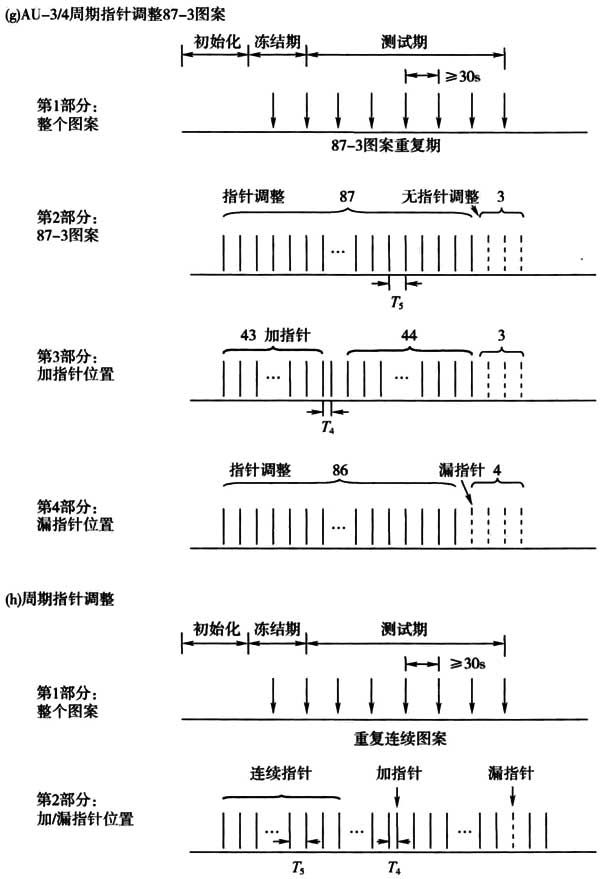 (g)AU-3/4周期指针调整87-3图案
初始化 冻结期 测试期
≥30s
第1部分:
整个图案
87-3图案重复期
指针调整 87 无指针调整 3
第2部分:
87-3图案
...
T5
43 加指针 44 3
第3部分:
加指针位置
... ...
T4
指针调整 86 漏指针 4
第4部分:
漏指针位置
...
(h)周期指针调整
初始化 冻结期 测试期
≥30s
第1部分:
整个图案
重复连续图案
连续指针 加指针 漏指针
第2部分:
加/漏指针位置
... ... ...
T5 T4